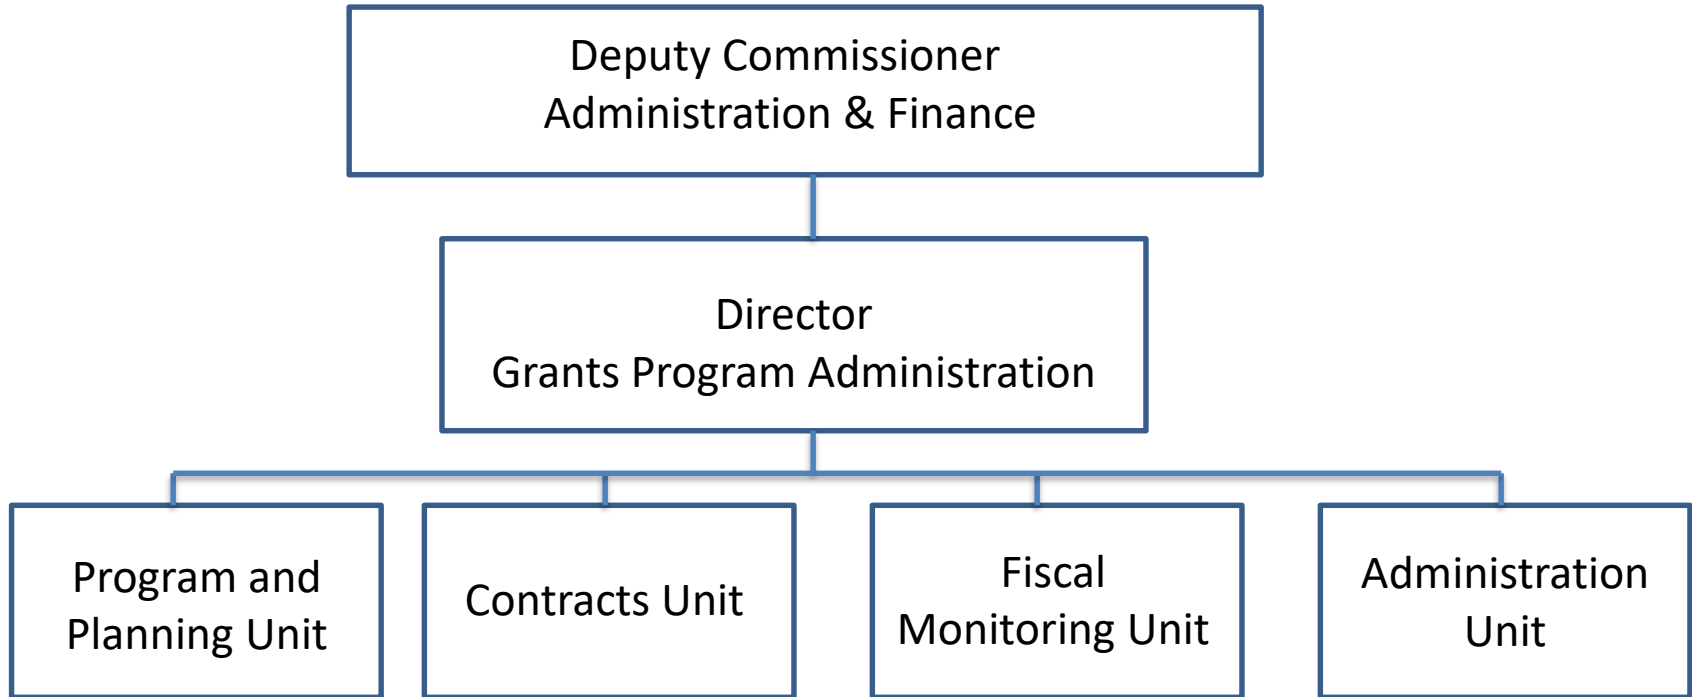 Deputy Commissioner
Administration & Finance
Director
Grants Program Administration
Program and
Planning Unit
Contracts Unit
Fiscal
Monitoring Unit
Administration
Unit